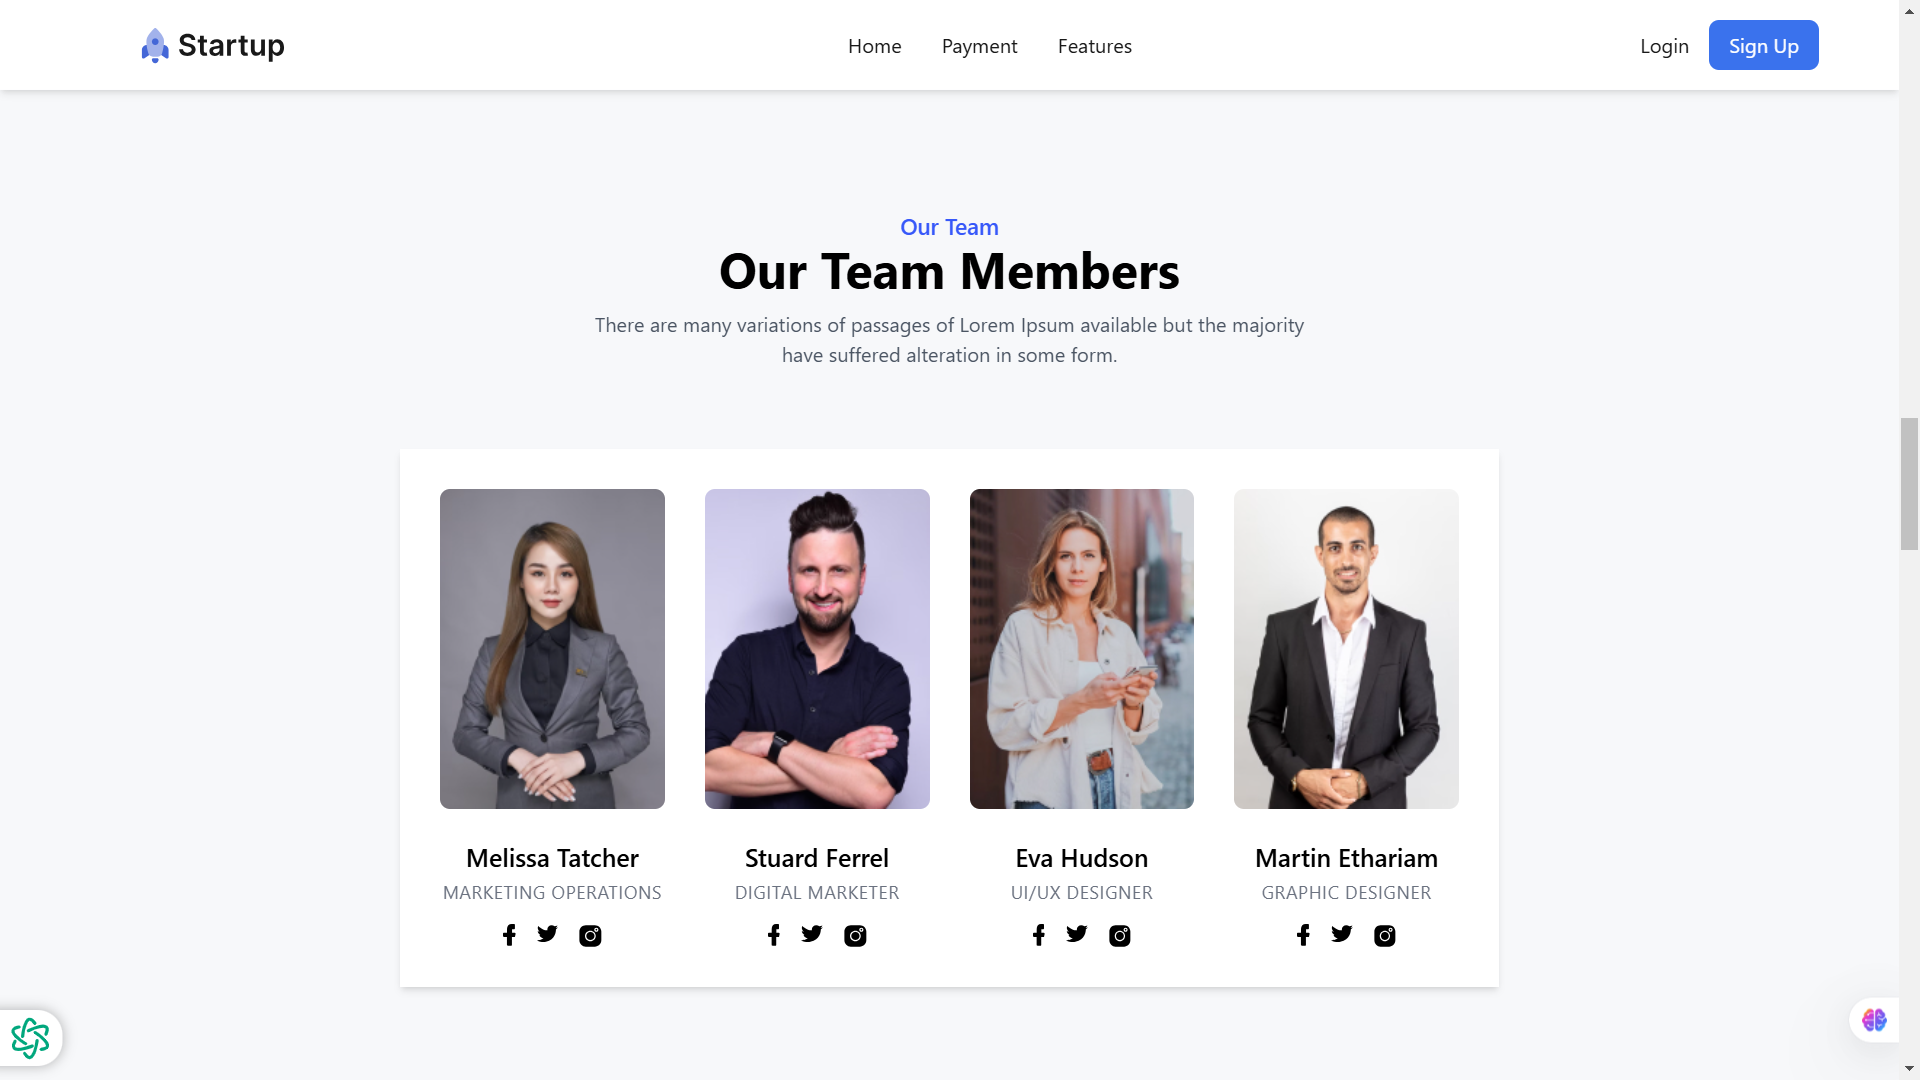 Startup
Home Payment Features
Login Sign Up
Our Team
Our Team Members
There are many variations of passages of Lorem Ipsum available but the majority
have suffered alteration in some form.
Melissa Tatcher Stuard Ferrel Eva Hudson Martin Ethariam
MARKETING OPERATIONS DIGITAL MARKETER UI/UX DESIGNER GRAPHIC DESIGNER